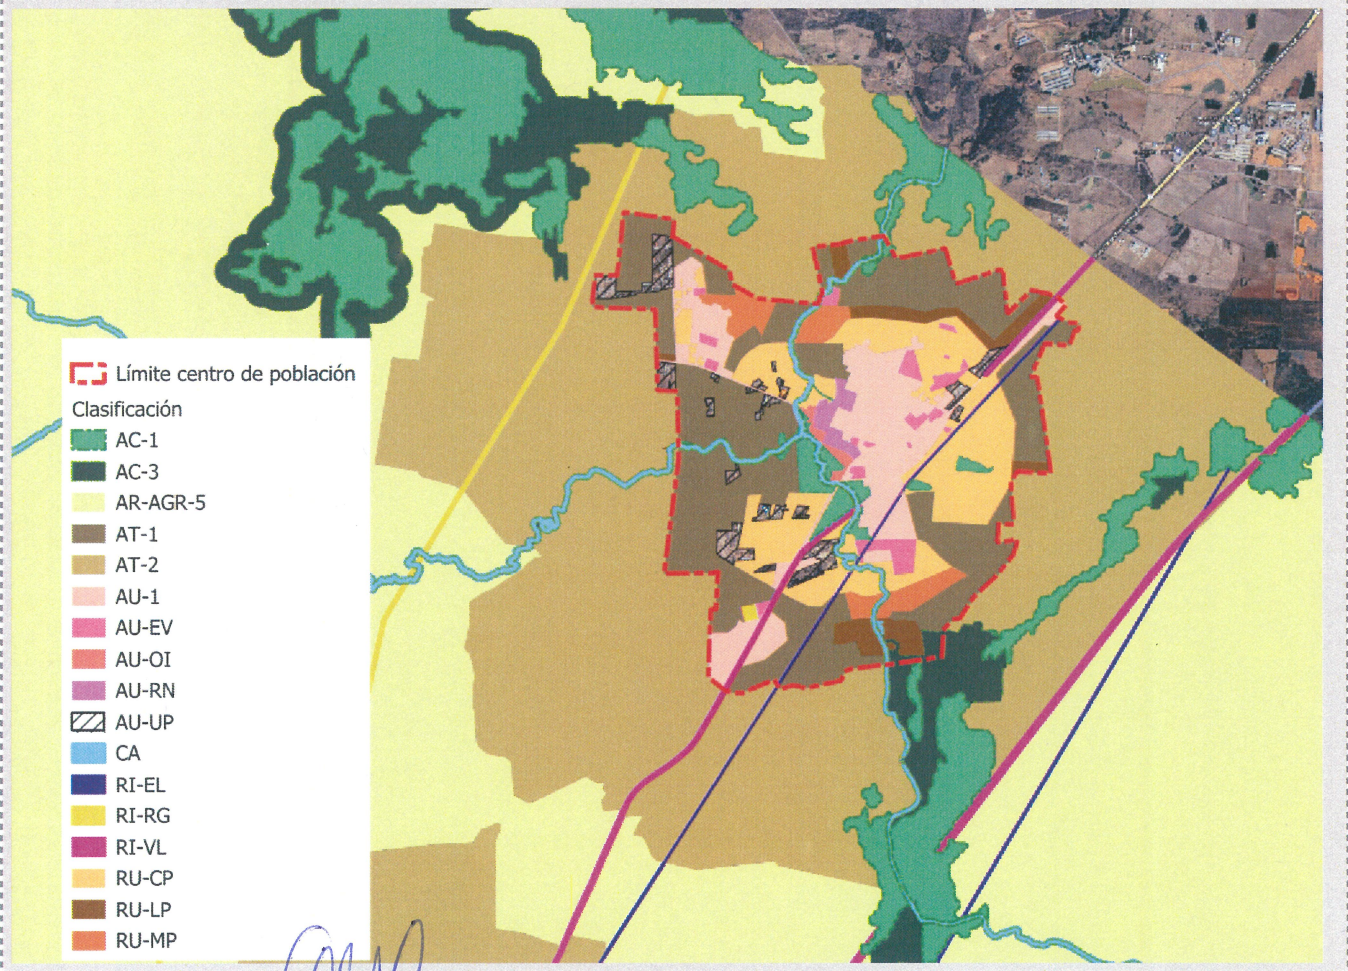 Límite centro de población
Clasificación
AC-1
AC-3
AR-AGR-5
AT-1
AT-2
AU-1
AU-EV
AU-OI
AU-RN
AU-UP
CA
RI-EL
RI-RG
RI-VL
RU-CP
RU-LP
RU-MP